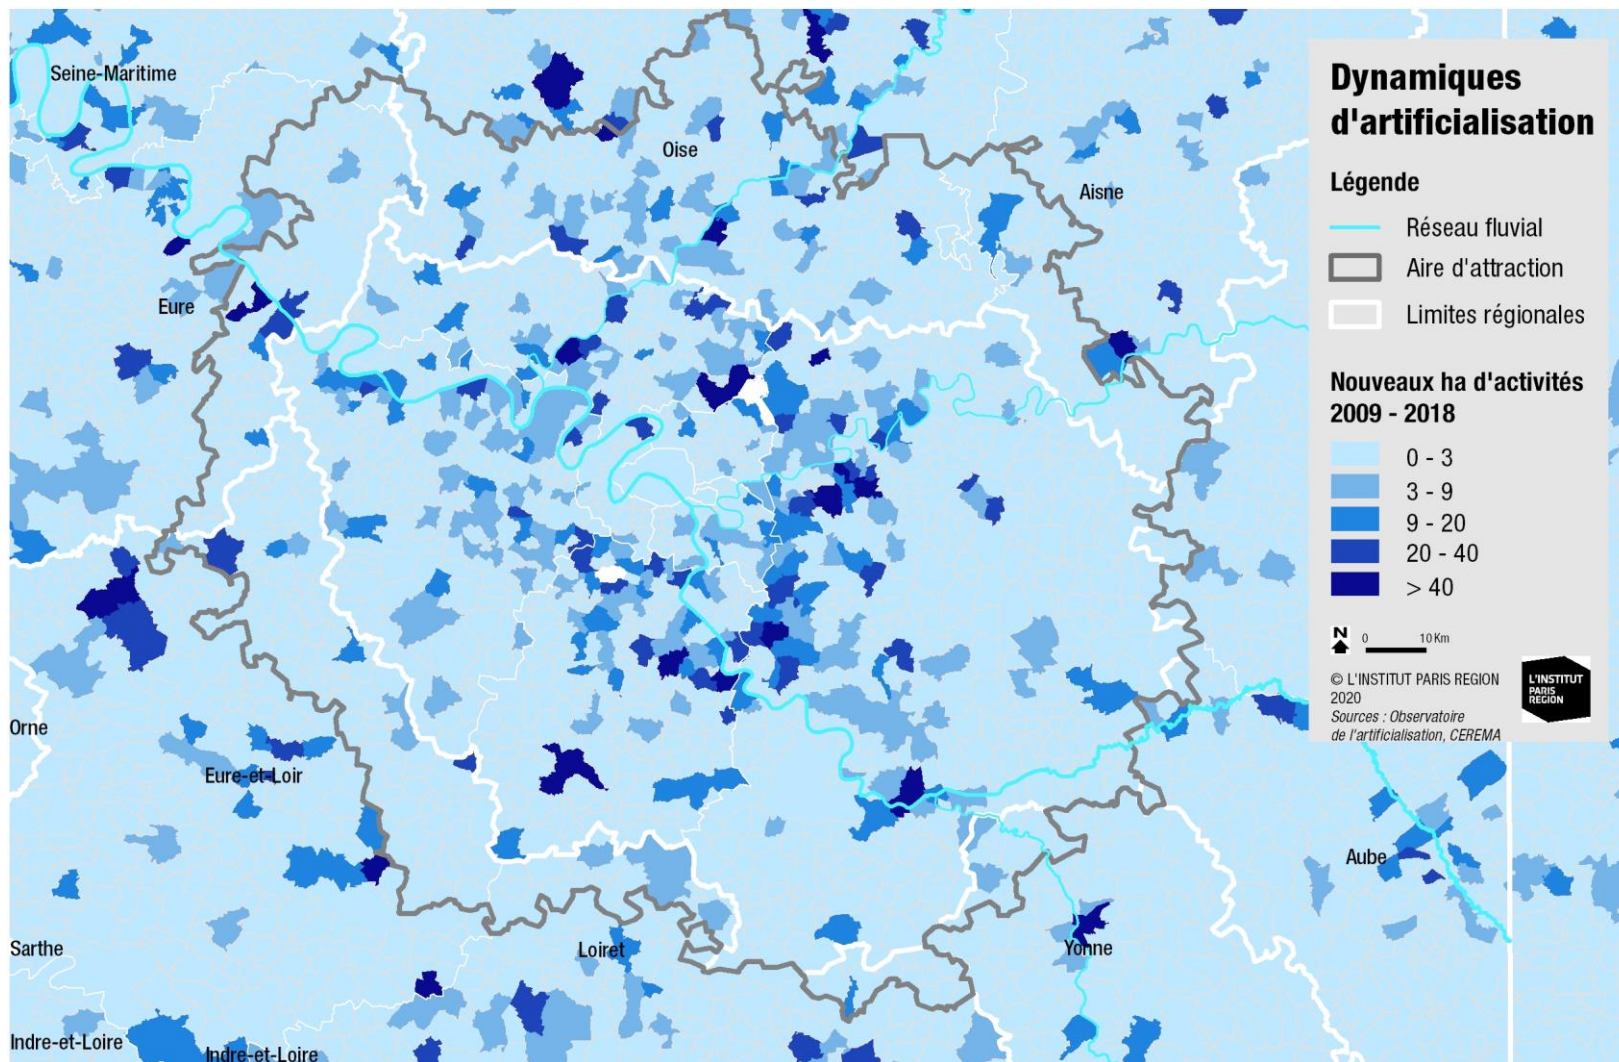 Seine-Maritime
Oise
Aisne
Eure
Orne
Eure-et-Loir
Aube
Sarthe
Loiret
Yonne
Indre-et-Loire
Indre-et-Loire
Dynamiques
d'artificialisation
Légende
Réseau fluvial
Aire d'attraction
Limites régionales
Nouveaux ha d'activités
2009 - 2018
0 - 3
3 - 9
9 - 20
20 - 40
> 40
N
0 10 Km
© L'INSTITUT PARIS REGION
2020
Sources : Observatoire
de l'artificialisation, CEREMA
L'INSTITUT
PARIS
REGION